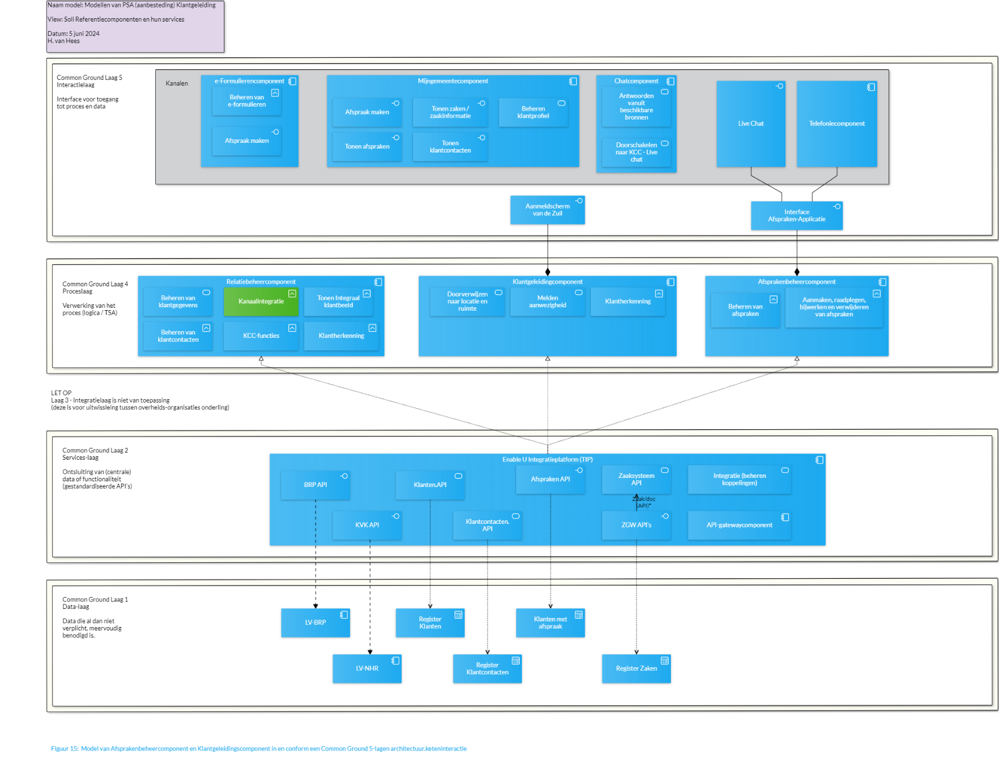 Naam model: Modellen van PSA (aanbesteding) Klantgeleiding
View: Soll Referentiecomponenten en hun services
Datum: 5 juni 2024
H. van Hees
Common Ground Laag 5
Interactielaag
Interface voor toegang
tot proces en data
Kanalen
e-Formulierencomponent
Beheren van
e-formulieren
Afspraak maken
Mijngemeentecomponent
Afspraak maken
Tonen zaken /
zaakinformatie
Beheren
klantprofiel
Tonen afspraken
Tonen
klantcontacten
Chatcomponent
Antwoorden
vanuit
beschikbare
bronnen
Doorschakelen
naar KCC - Live
chat
Live Chat
Telefoniecomponent
Aanmeldscherm
van de Zuil
Interface
Afspraken-Applicatie
Common Ground Laag 4
Proceslaag
Verwerking van het
proces (logica / TSA)
Relatiebeheercomponent
Beheren van
klantgegevens
Kanaalintegratie
Tonen Integraal
klantbeeld
Beheren van
klantcontacten
KCC-functies
Klantherkenning
Klantgeleidingcomponent
Doorverwijzen
naar locatie en
ruimte
Melden
aanwezigheid
Klantherkenning
Afsprakenbeheercomponent
Beheren van
afspraken
Aanmaken, raadplegen,
bijwerken en verwijderen
van afspraken
LET OP
Laag 3 - Integratielaag is niet van toepassing
(deze is voor uitwissleing tussen overheids-organisaties onderling)
Common Ground Laag 2
Services-laag
Ontsluiting van (centrale)
data of functionaliteit
(gestandardiseerde API's)
Enable U Integratieplatform (TIP)
BRP API
Klanten.API
Afspraken API
Zaaksysteem
API
Integratie (beheren
koppelingen)
Zaak/doc
(API)*
KVK API
Klantcontacten.
API
ZGW API's
API-gatewaycomponent
Common Ground Laag 1
Data-laag
Data die al dan niet
verplicht, meervoudig
benodigd is.
LV-BRP
Register
Klanten
Klanten met
afspraak
LV-NHR
Register
Klantcontacten
Register Zaken
Figuur 15: Model van Afsprakenbeheercomponent en Klantgeleidingscomponent in en conform een Common Ground 5-lagen architectuur.keteninteractie